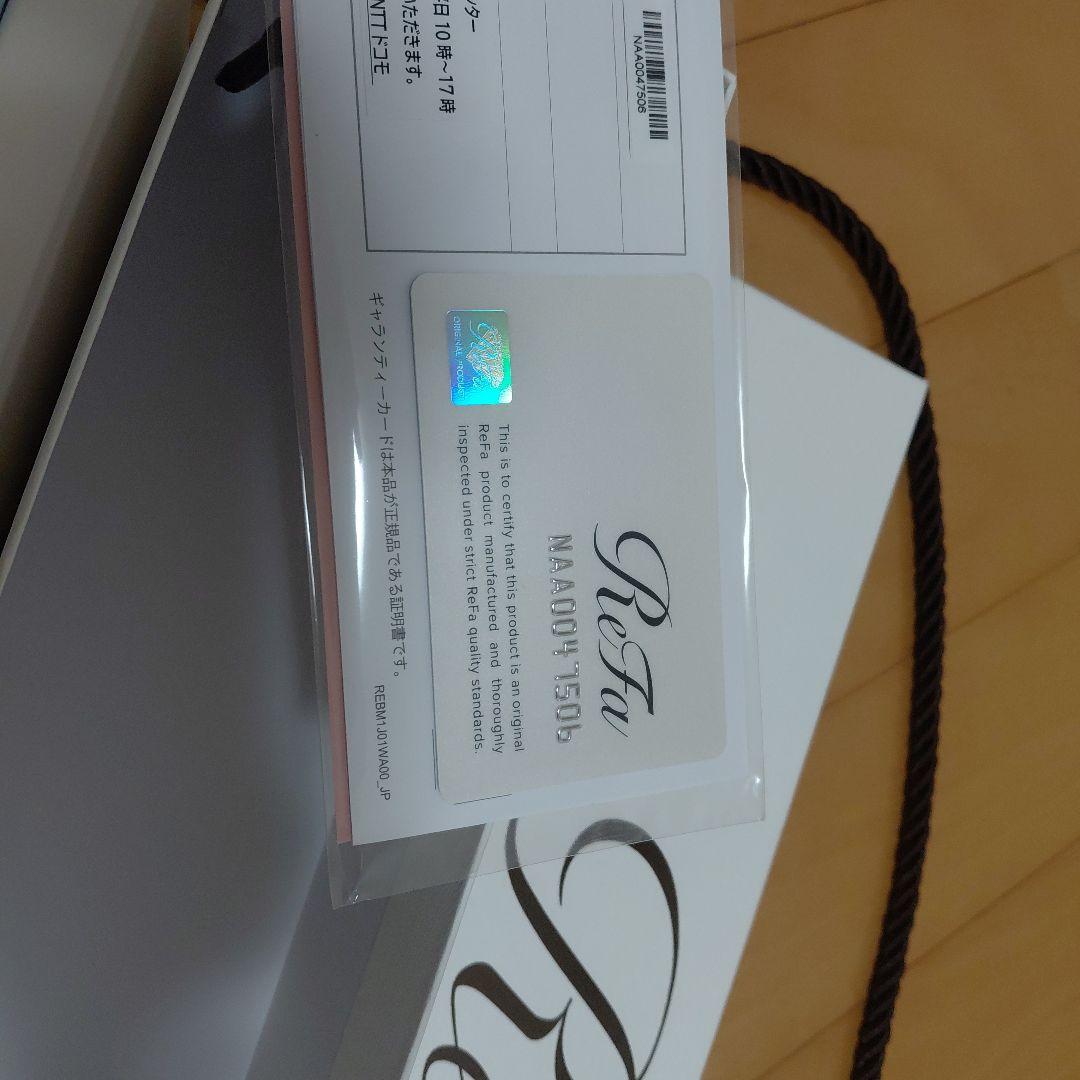 NAA0047506
ンター
日10時～17時
いただきます。
NTTドコモ
ReFa
NAA0047506
ORIGINAL PRODUCT
This is to certify that this product is an original
ReFa product manufactured and thoroughly
inspected under strict ReFa quality standards.
ギャランティーカードは本品が正規品である証明書です。
REBM1J01WA00_JP
Re